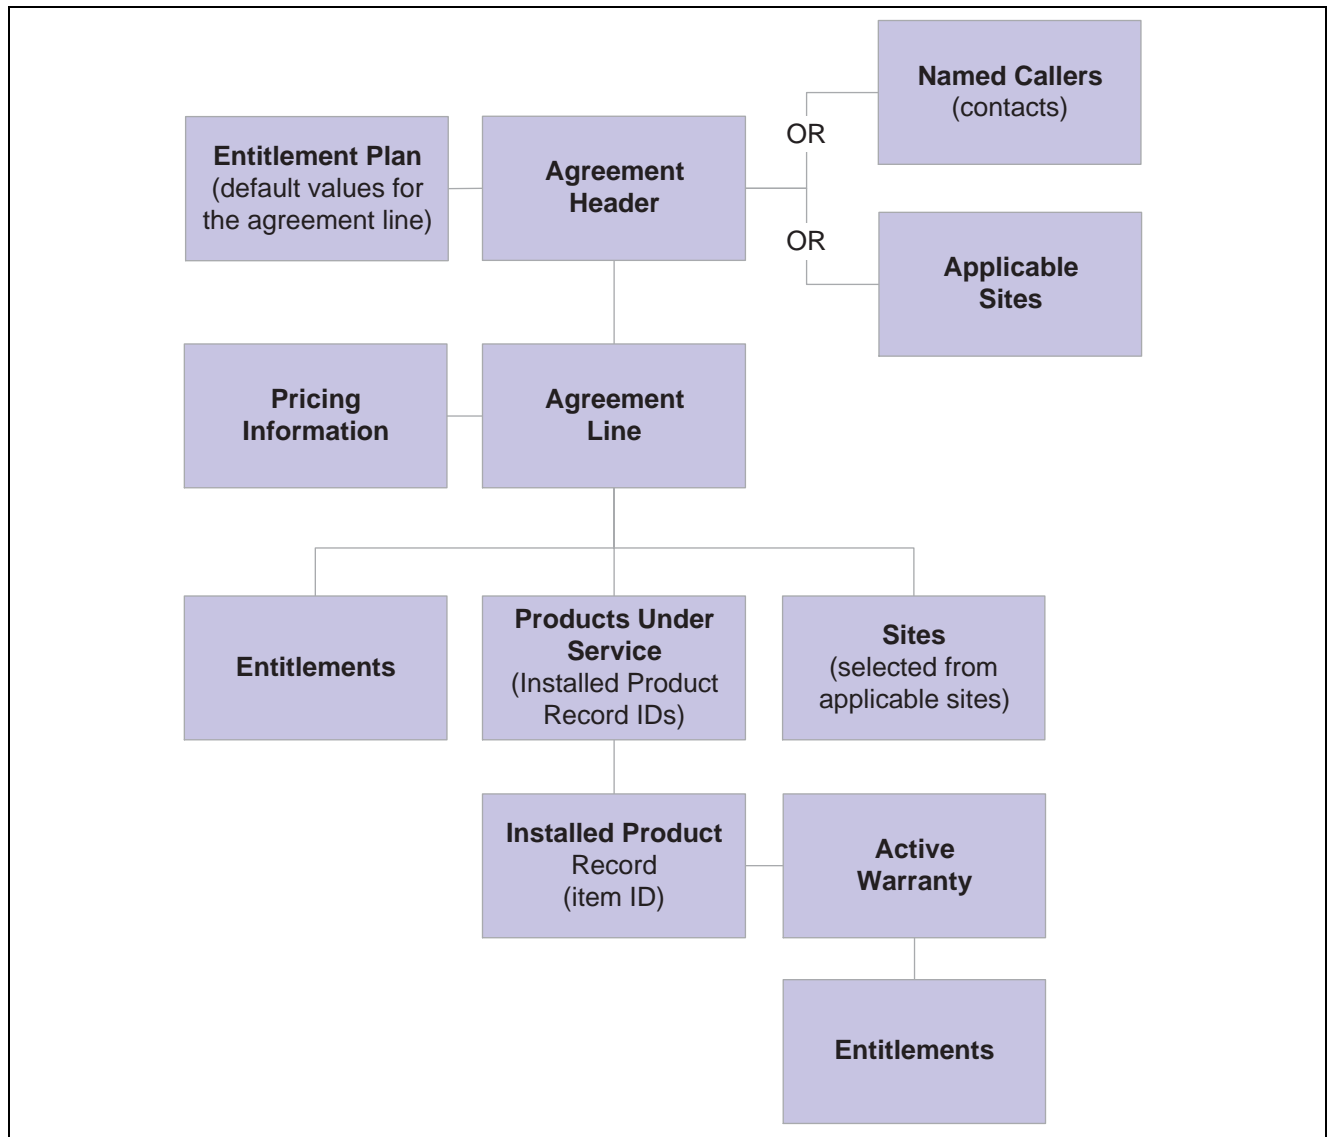 Named Callers
(contacts)
OR
Entitlement Plan
(default values for
the agreement line)
Agreement
Header
OR
Applicable
Sites
Pricing
Information
Agreement
Line
Entitlements
Products Under
Service
(Installed Product
Record IDs)
Sites
(selected from
applicable sites)
Installed Product
Record
(item ID)
Active
Warranty
Entitlements